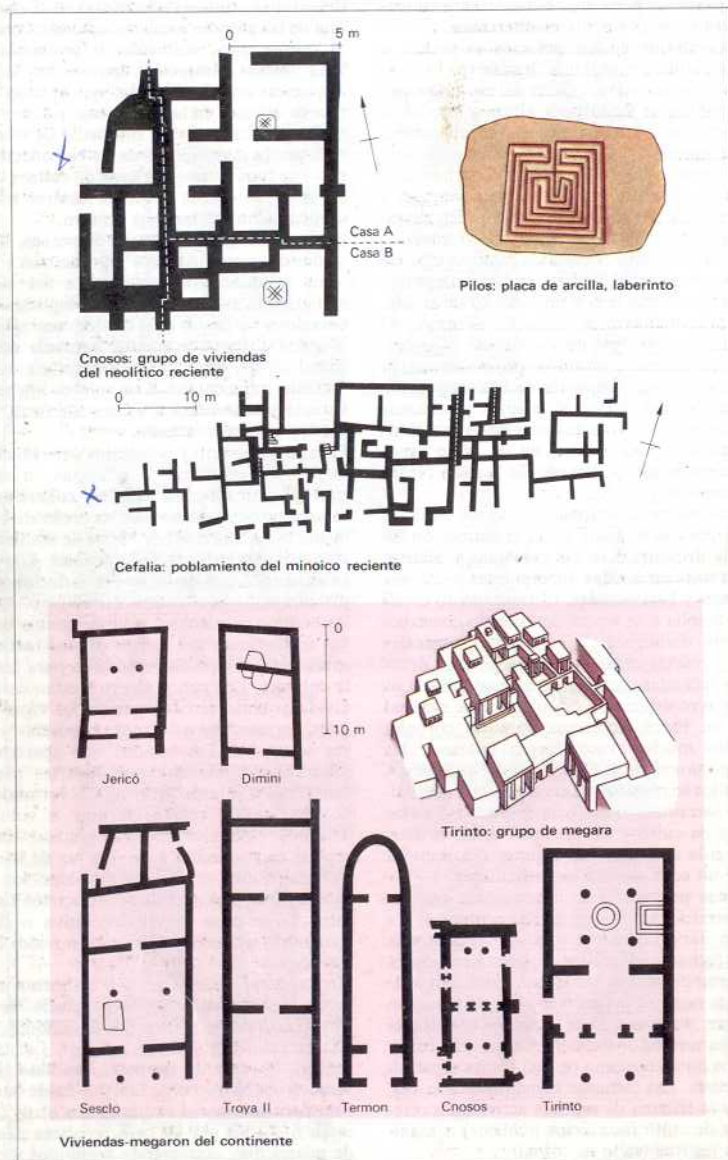 0 5 m
Casa A
Casa B
Pilos: placa de arcilla, laberinto
Cnosos: grupo de viviendas
del neolítico reciente
0 10 m
Cefalia: poblamiento del minoico reciente
0
10 m
Jericó
Dimini
Tirinto: grupo de megara
Sesclo
Troya II
Termon
Cnosos
Tirinto
Viviendas-megaron del continente